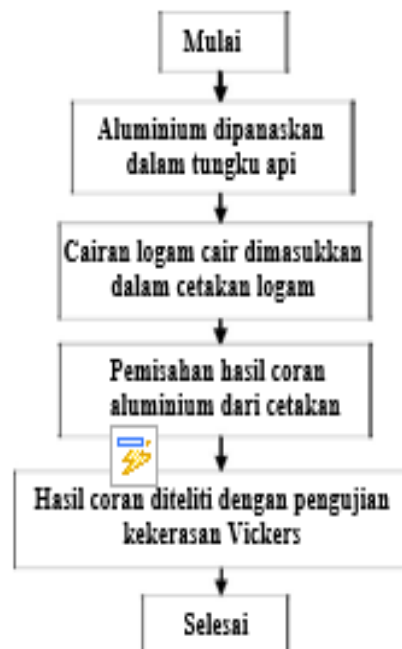 Mulai
Aluminium dipanaskan
dalam tungku api
Cairan logam cair dimasukkan
dalam cetakan logam
Pemisahan hasil coran
aluminium dari cetakan
Hasil coran diteliti dengan pengujian
kekerasan Vickers
Selesai